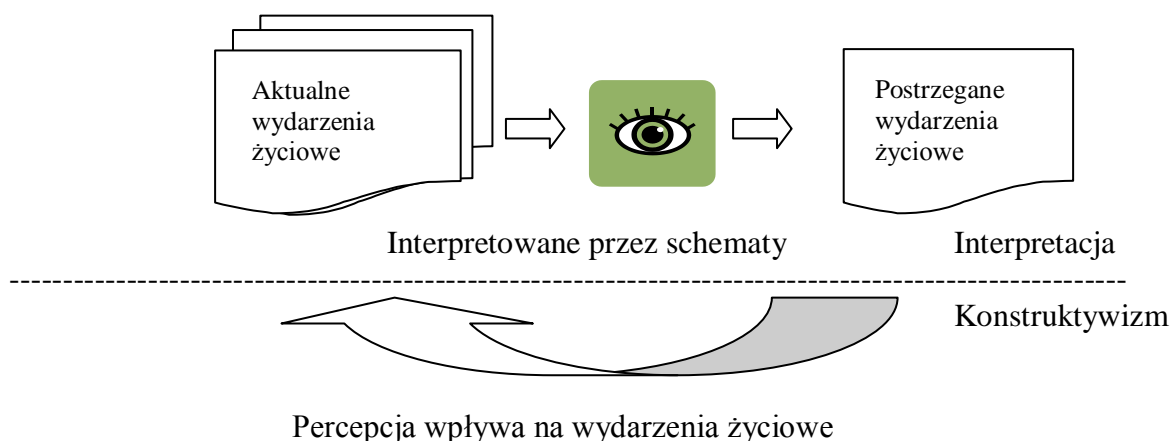 Aktualne
wydarzenia
życiowe
Postrzegane
wydarzenia
życiowe
Interpretowane przez schematy
Interpretacja
Konstruktywizm
Percepcja wpływa na wydarzenia życiowe